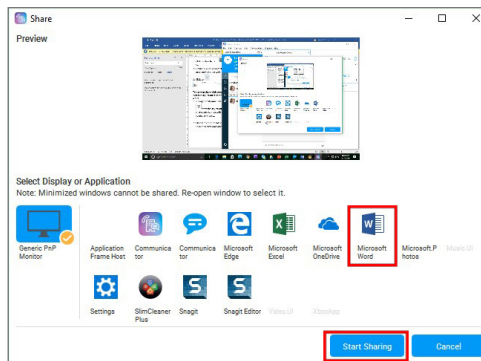 Share
Preview
Select Display or Application
Note: Minimized windows cannot be shared. Re-open window to select it.
Generic PnP
Monitor
Application
Frame Host
Communica
tor
Communica
tor
Microsoft
Edge
Microsoft
Excel
Microsoft
OneDrive
Microsoft
Word
Microsoft.P
hotos
Music.UI
Settings
SlimCleaner
Plus
Snagit
Snagit Editor
Video.UI
XboxApp
Start Sharing
Cancel